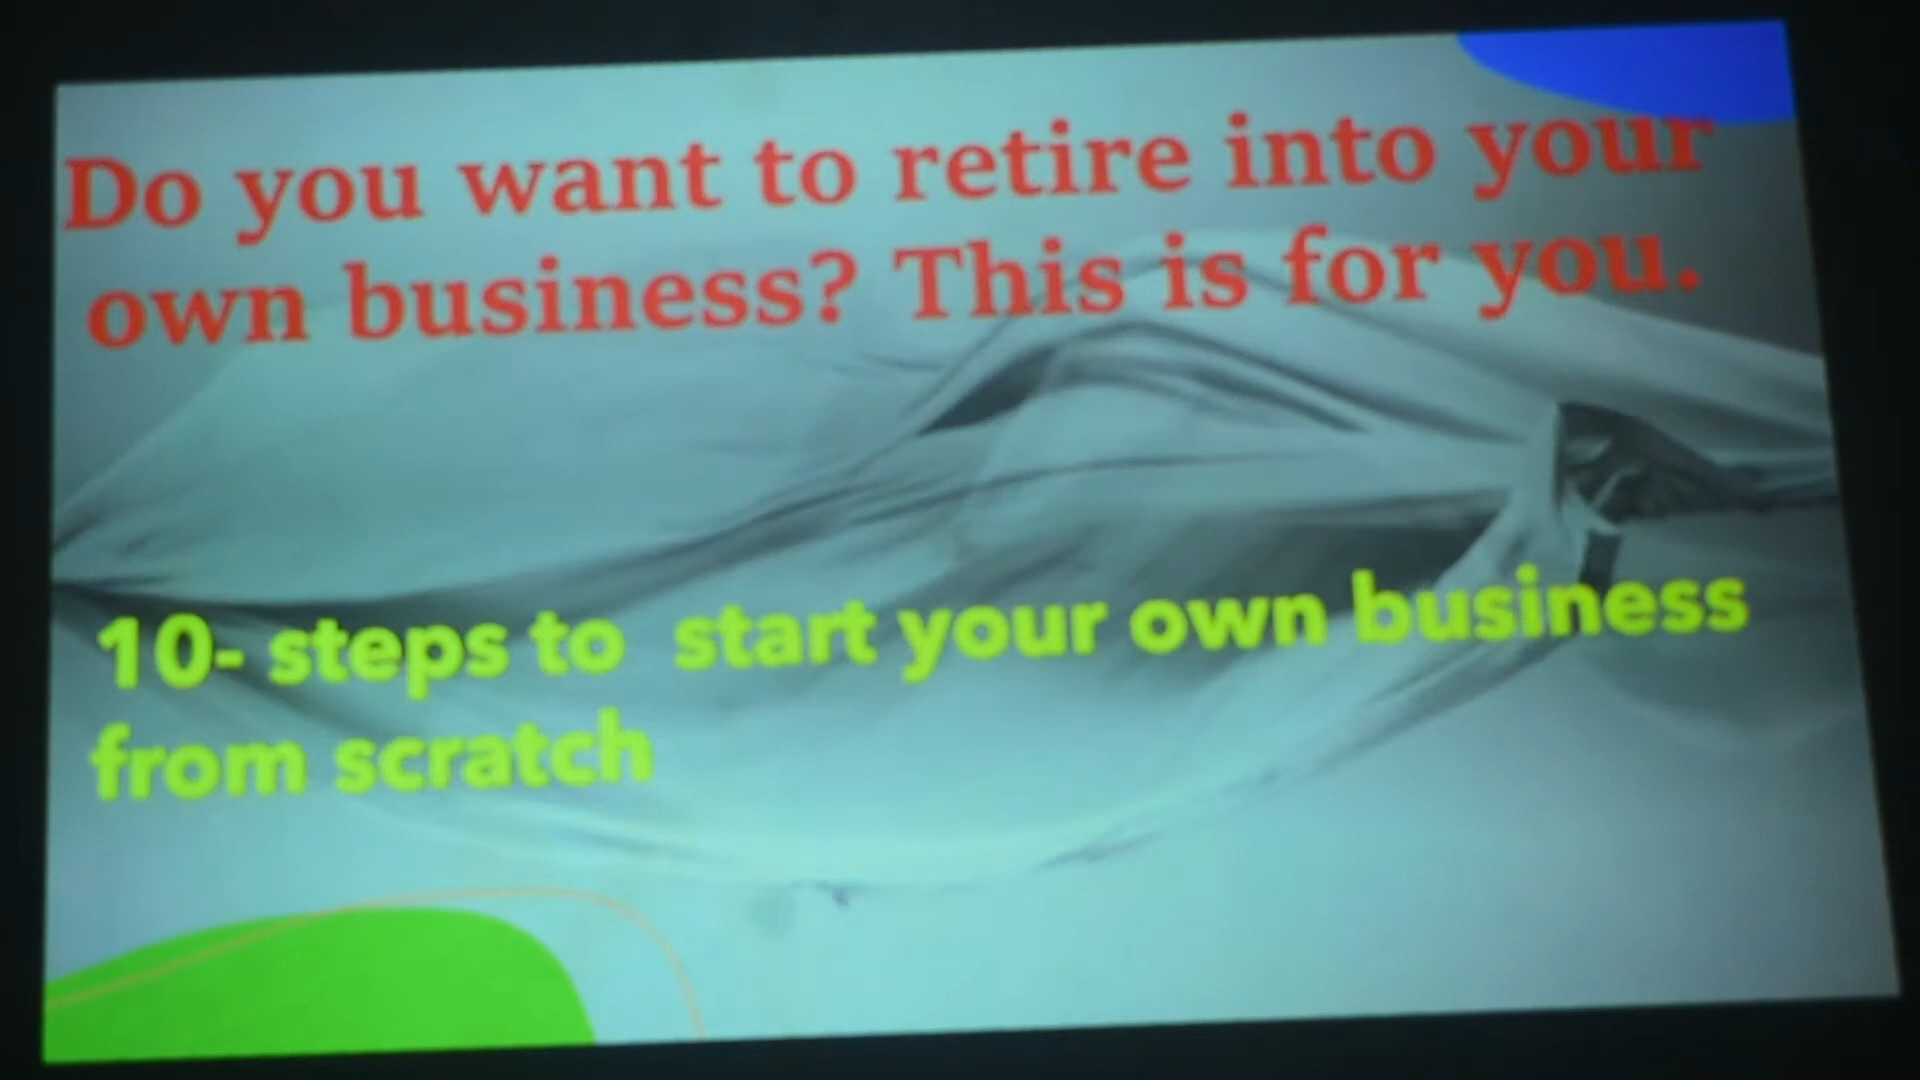 Do you want to retire into your
own business? This is for you.
10- steps to start your own business
from scratch